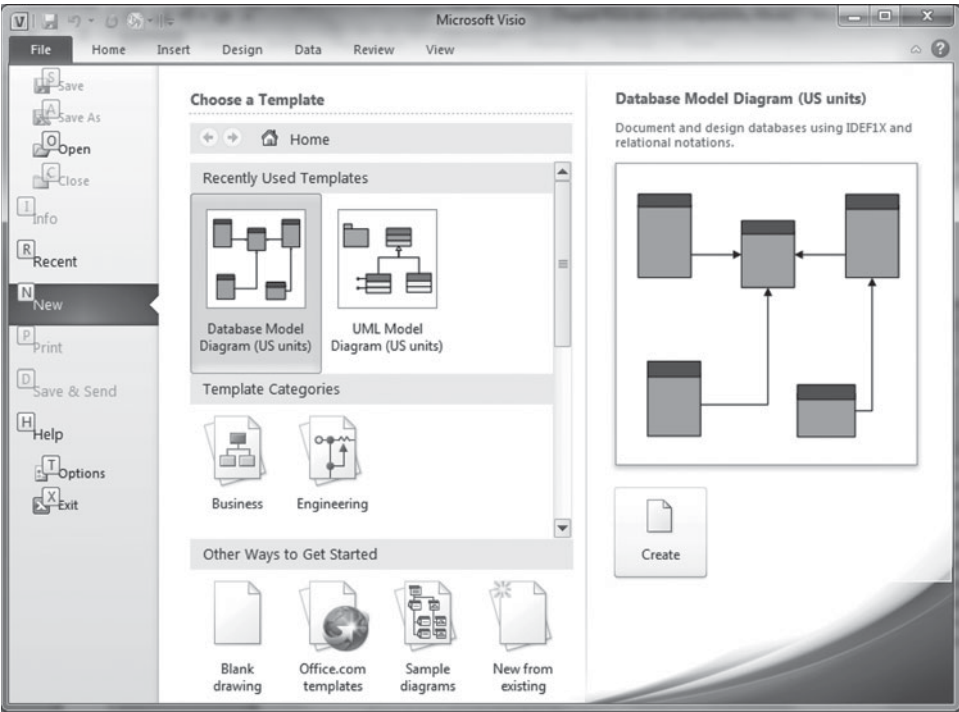 V
Microsoft Visio
File Home Insert Design Data Review View
S Save
A Save As
O Open
C Close
I Info
R Recent
N New
P Print
D Save & Send
H Help
T Options
X Exit
Choose a Template
Home
Recently Used Templates
Database Model
Diagram (US units)
UML Model
Diagram (US units)
Template Categories
Business
Engineering
Other Ways to Get Started
Blank
drawing
Office.com
templates
Sample
diagrams
New from
existing
Database Model Diagram (US units)
Document and design databases using IDEF1X and
relational notations.
Create